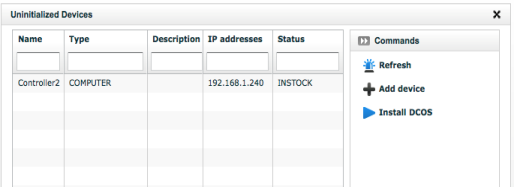 Uninitialized Devices
Name Type Description IP addresses Status
Controller2 COMPUTER 192.168.1.240 INSTOCK
Commands
Refresh
Add device
Install DCOS